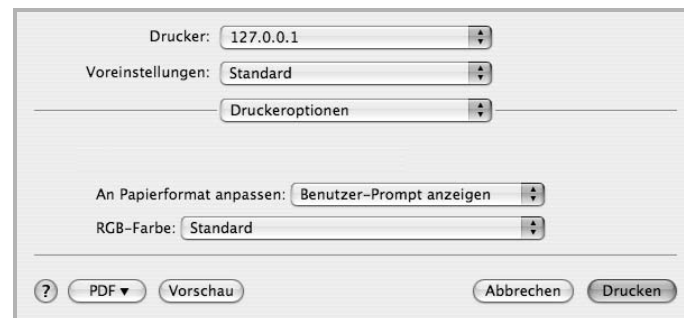 Drucker: 127.0.0.1
Voreinstellungen: Standard
Druckeroptionen
An Papierformat anpassen: Benutzer-Prompt anzeigen
RGB-Farbe: Standard
? PDF ▼ Vorschau Abbrechen Drucken